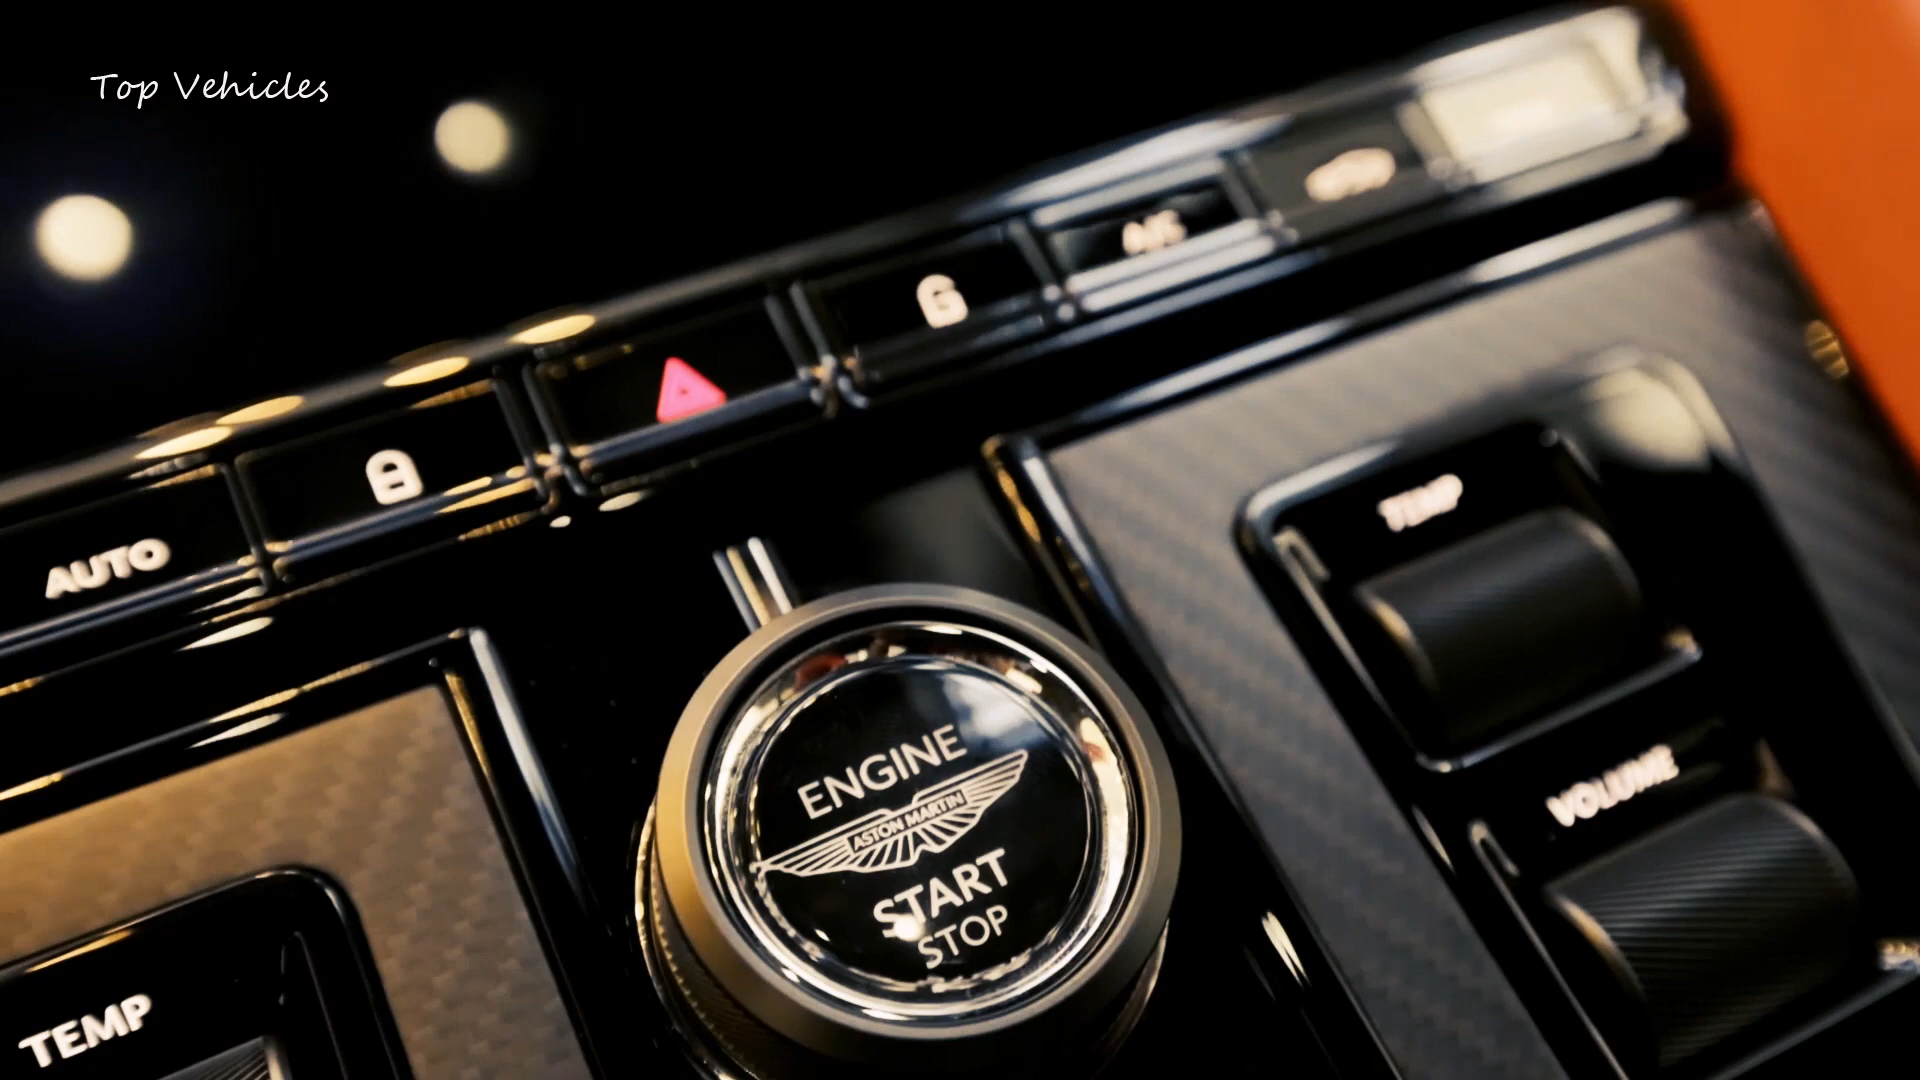 Top Vehicles
A/C
AUTO
TEMP
ENGINE
ASTON MARTIN
START
STOP
VOLUME
TEMP